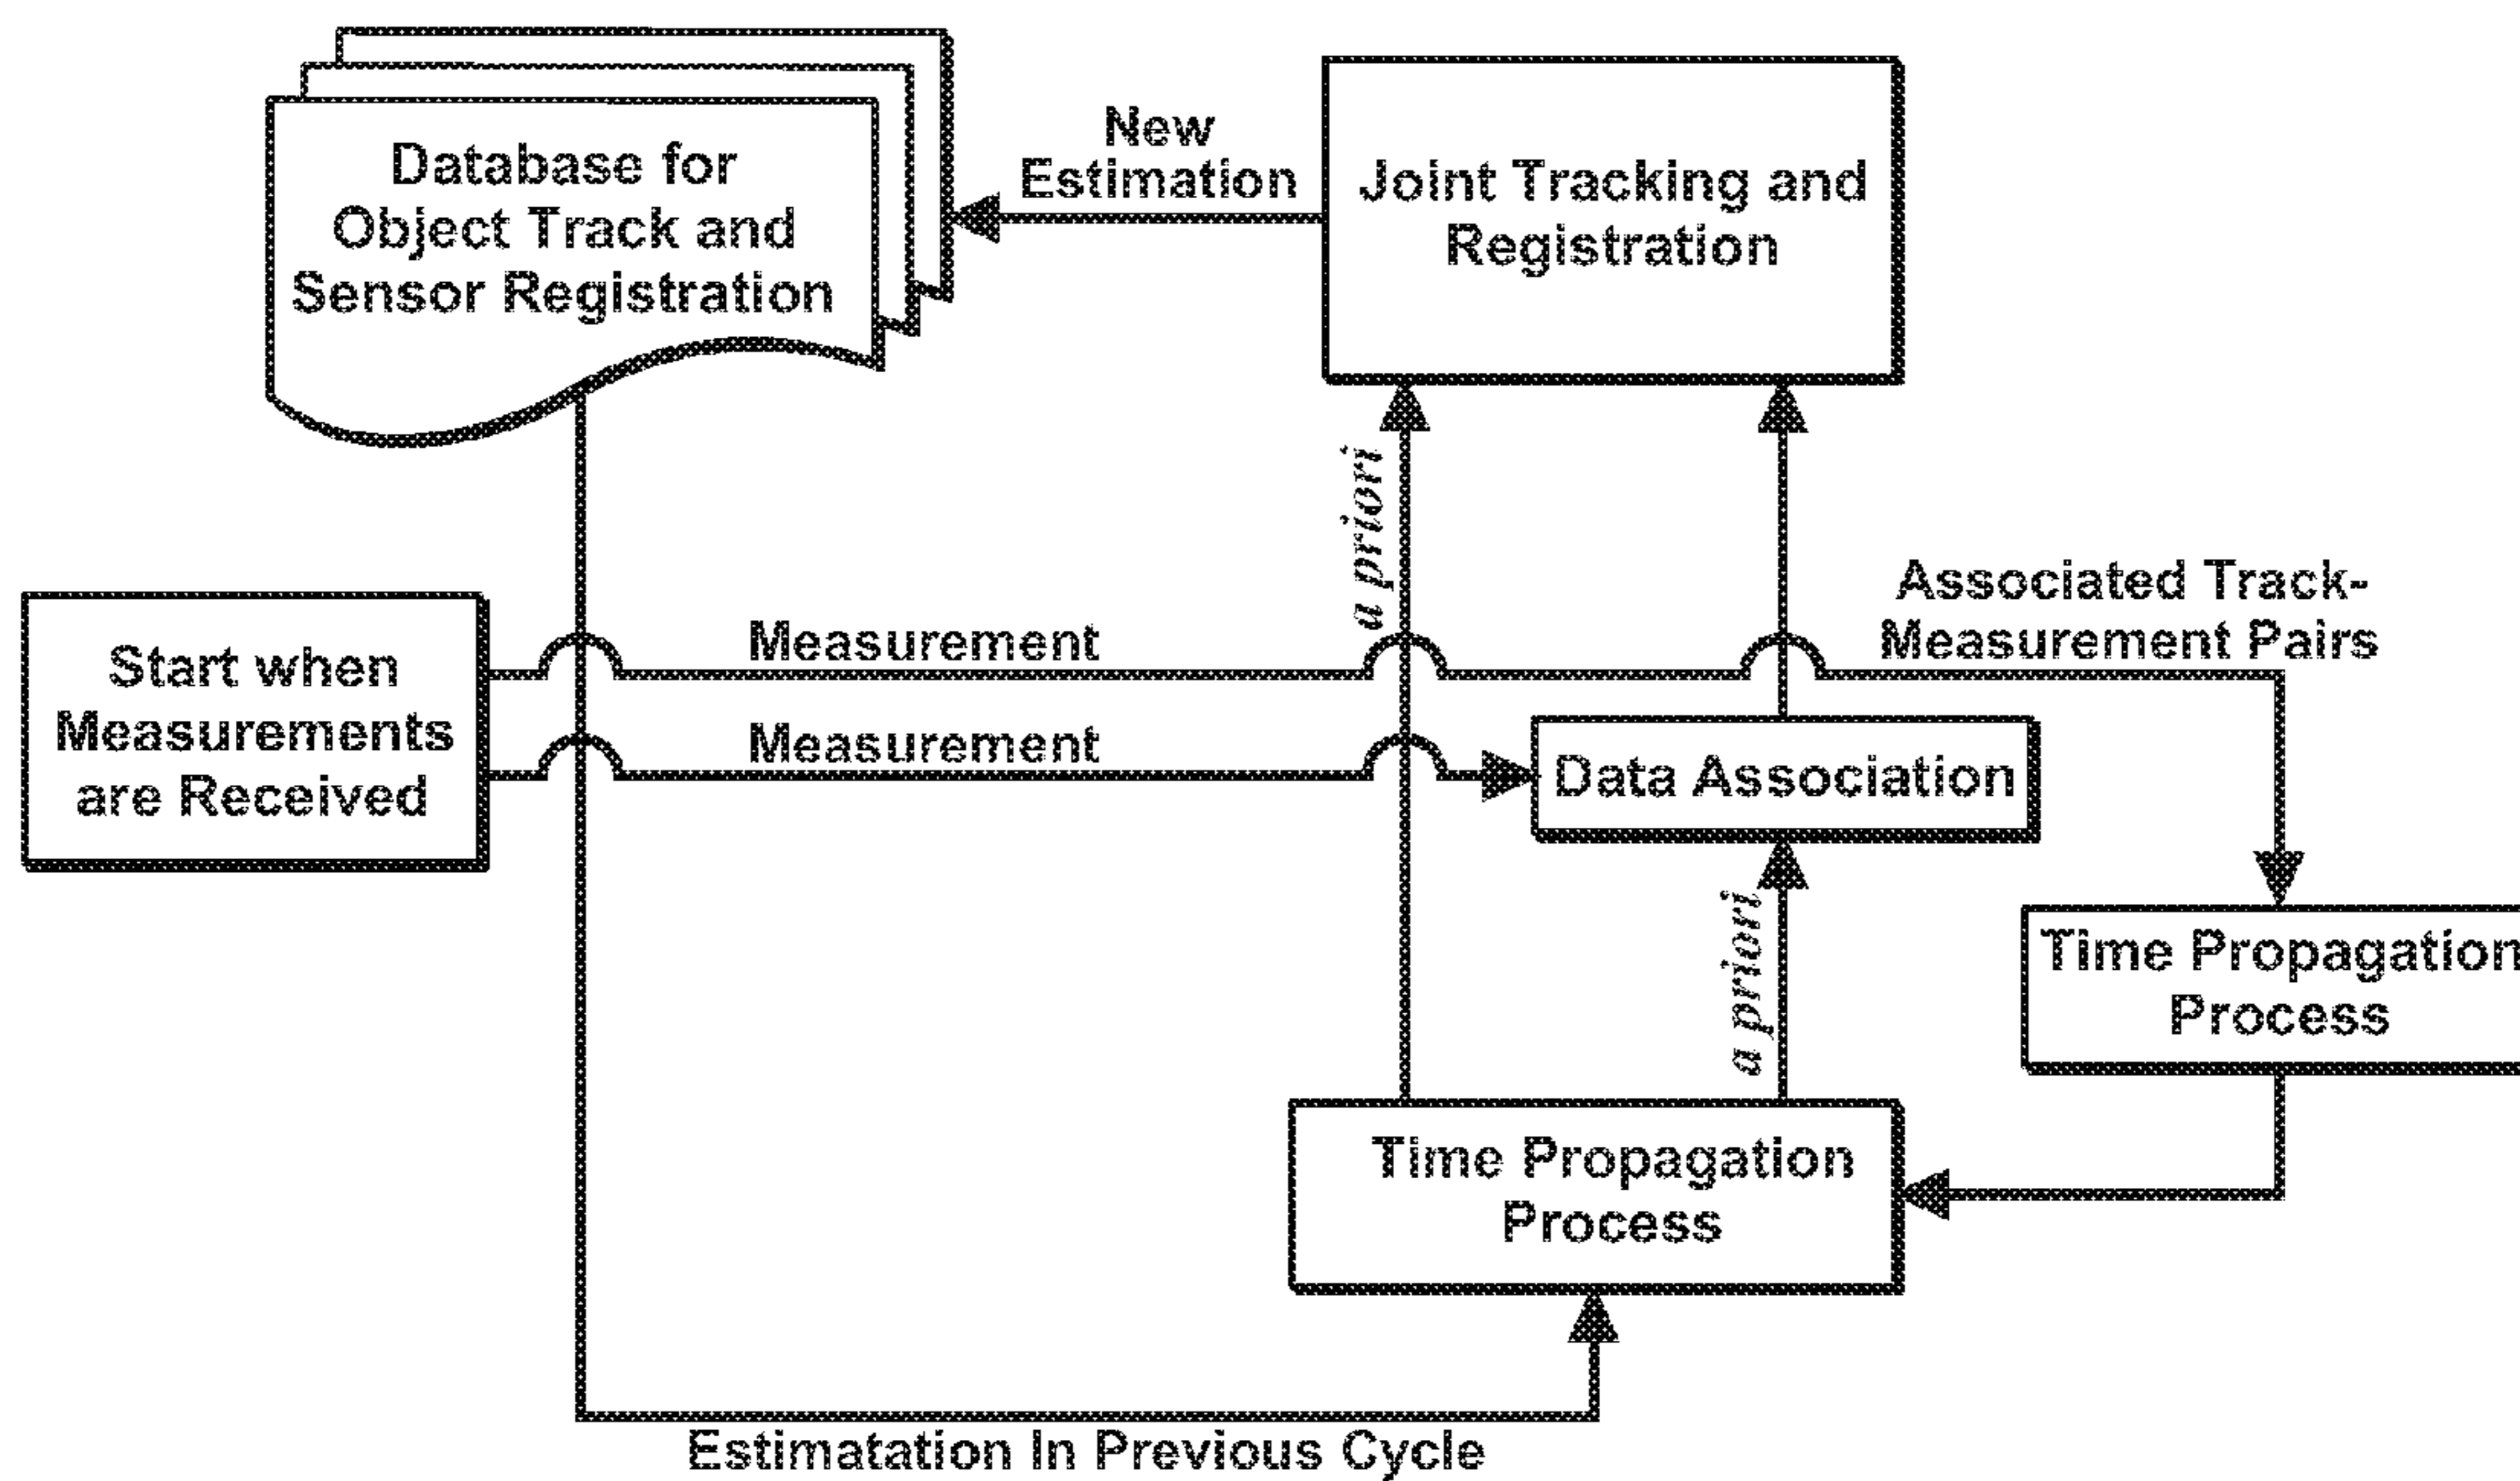 Database for
Object Track and
Sensor Registration
New
Estimation
Joint Tracking and
Registration
a priori
Associated Track-
Measurement Pairs
Start when
Measurements
are Received
Measurement
Measurement
Data Association
a priori
Time Propagation
Process
Time Propagation
Process
Estimatation In Previous Cycle